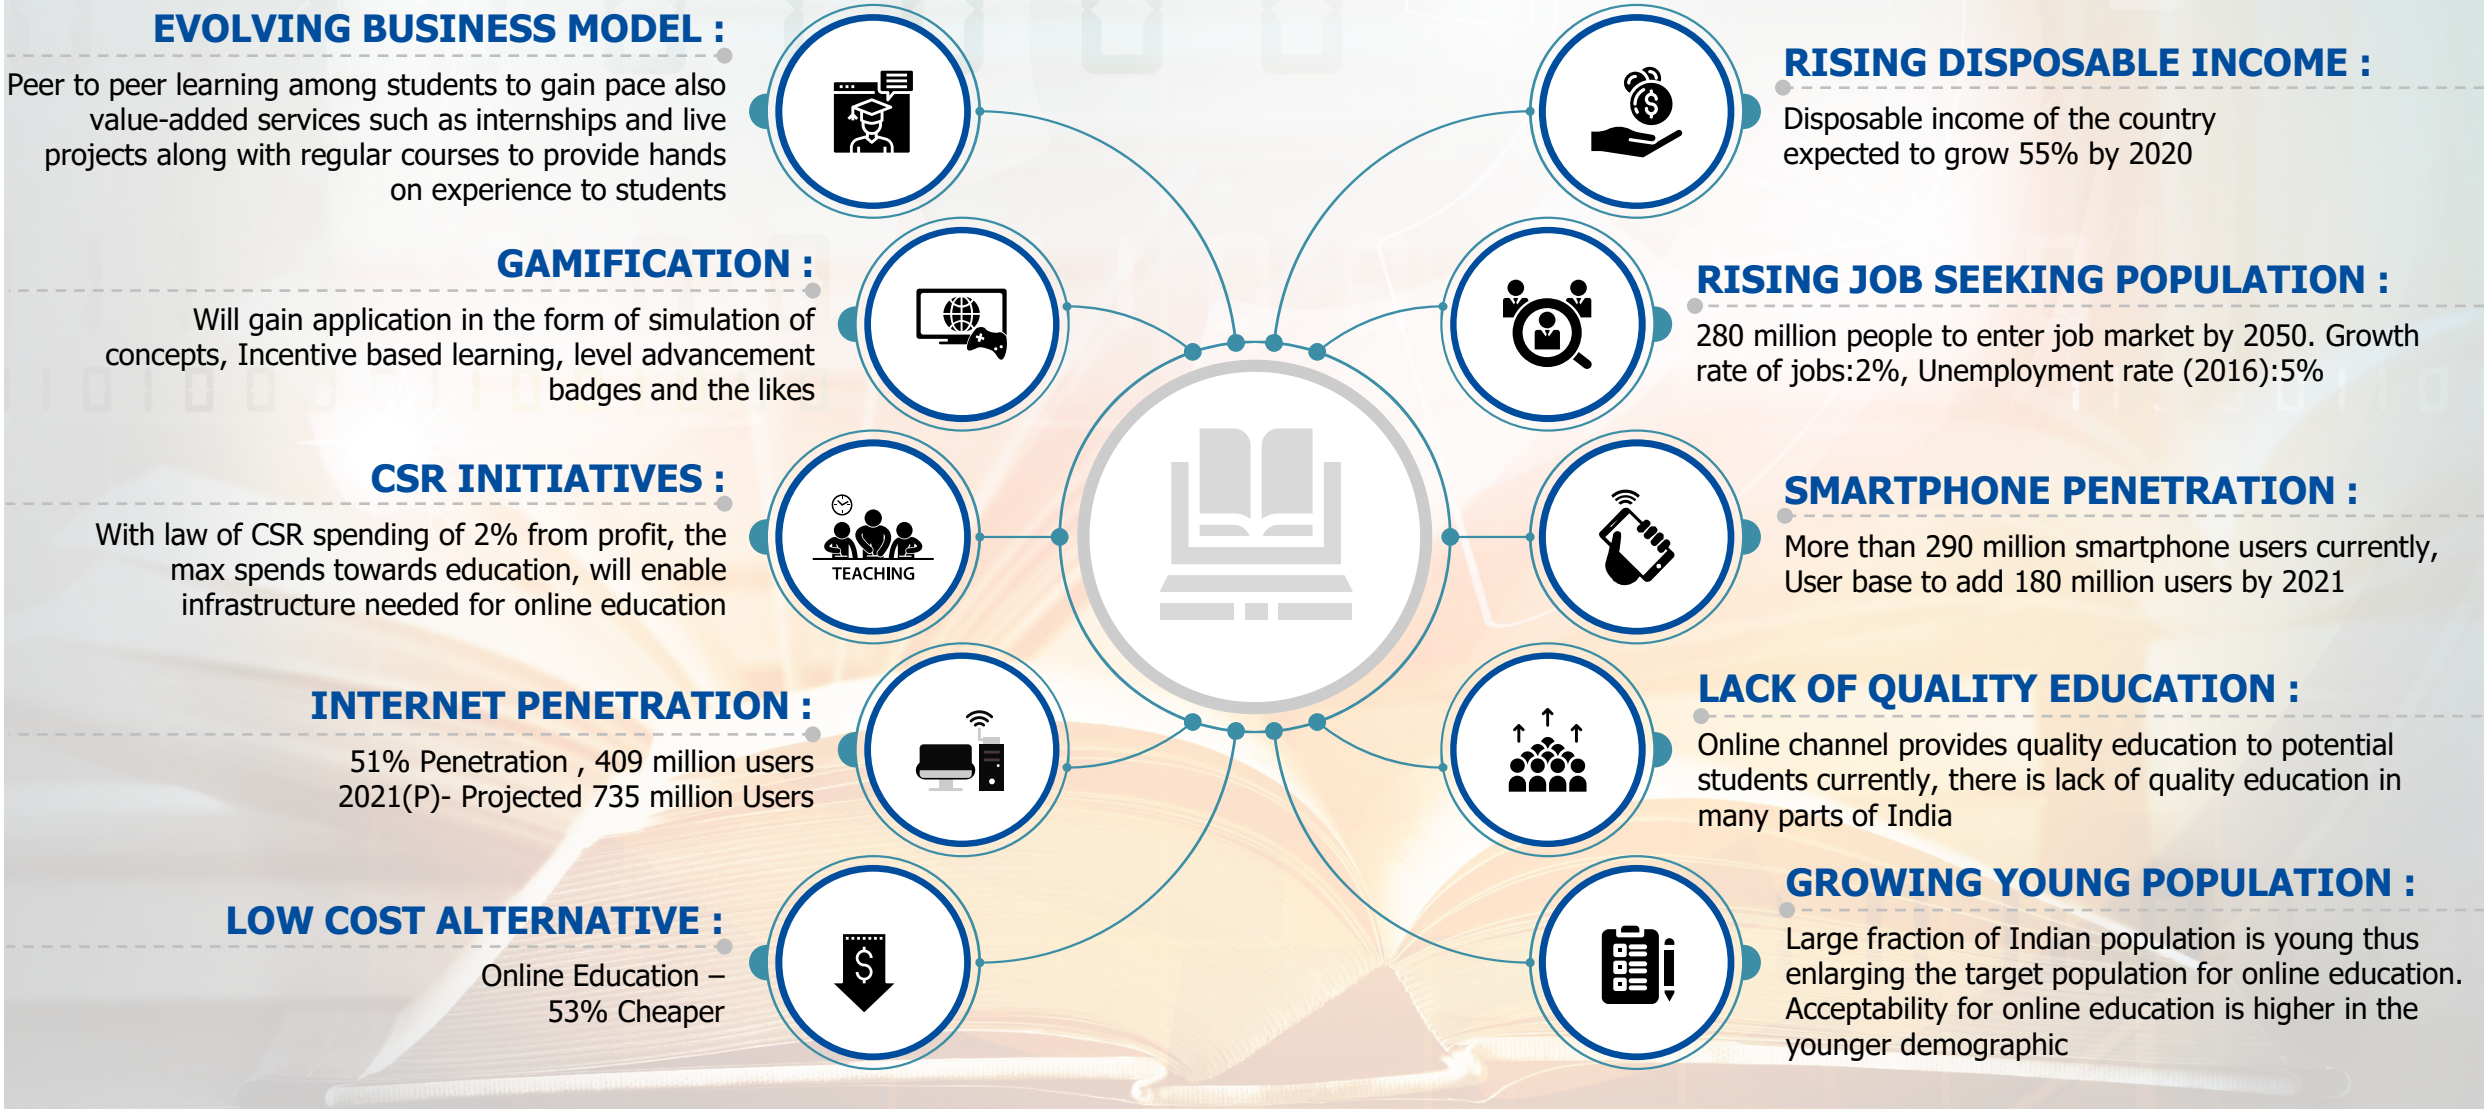 EVOLVING BUSINESS MODEL :
Peer to peer learning among students to gain pace also
value-added services such as internships and live
projects along with regular courses to provide hands
on experience to students
GAMIFICATION :
Will gain application in the form of simulation of
concepts, Incentive based learning, level advancement
badges and the likes
CSR INITIATIVES :
With law of CSR spending of 2% from profit, the
max spends towards education, will enable
infrastructure needed for online education
TEACHING
INTERNET PENETRATION :
51% Penetration , 409 million users
2021(P)- Projected 735 million Users
LOW COST ALTERNATIVE :
Online Education –
53% Cheaper
RISING DISPOSABLE INCOME :
Disposable income of the country
expected to grow 55% by 2020
RISING JOB SEEKING POPULATION :
280 million people to enter job market by 2050. Growth
rate of jobs:2%, Unemployment rate (2016):5%
SMARTPHONE PENETRATION :
More than 290 million smartphone users currently,
User base to add 180 million users by 2021
LACK OF QUALITY EDUCATION :
Online channel provides quality education to potential
students currently, there is lack of quality education in
many parts of India
GROWING YOUNG POPULATION :
Large fraction of Indian population is young thus
enlarging the target population for online education.
Acceptability for online education is higher in the
younger demographic